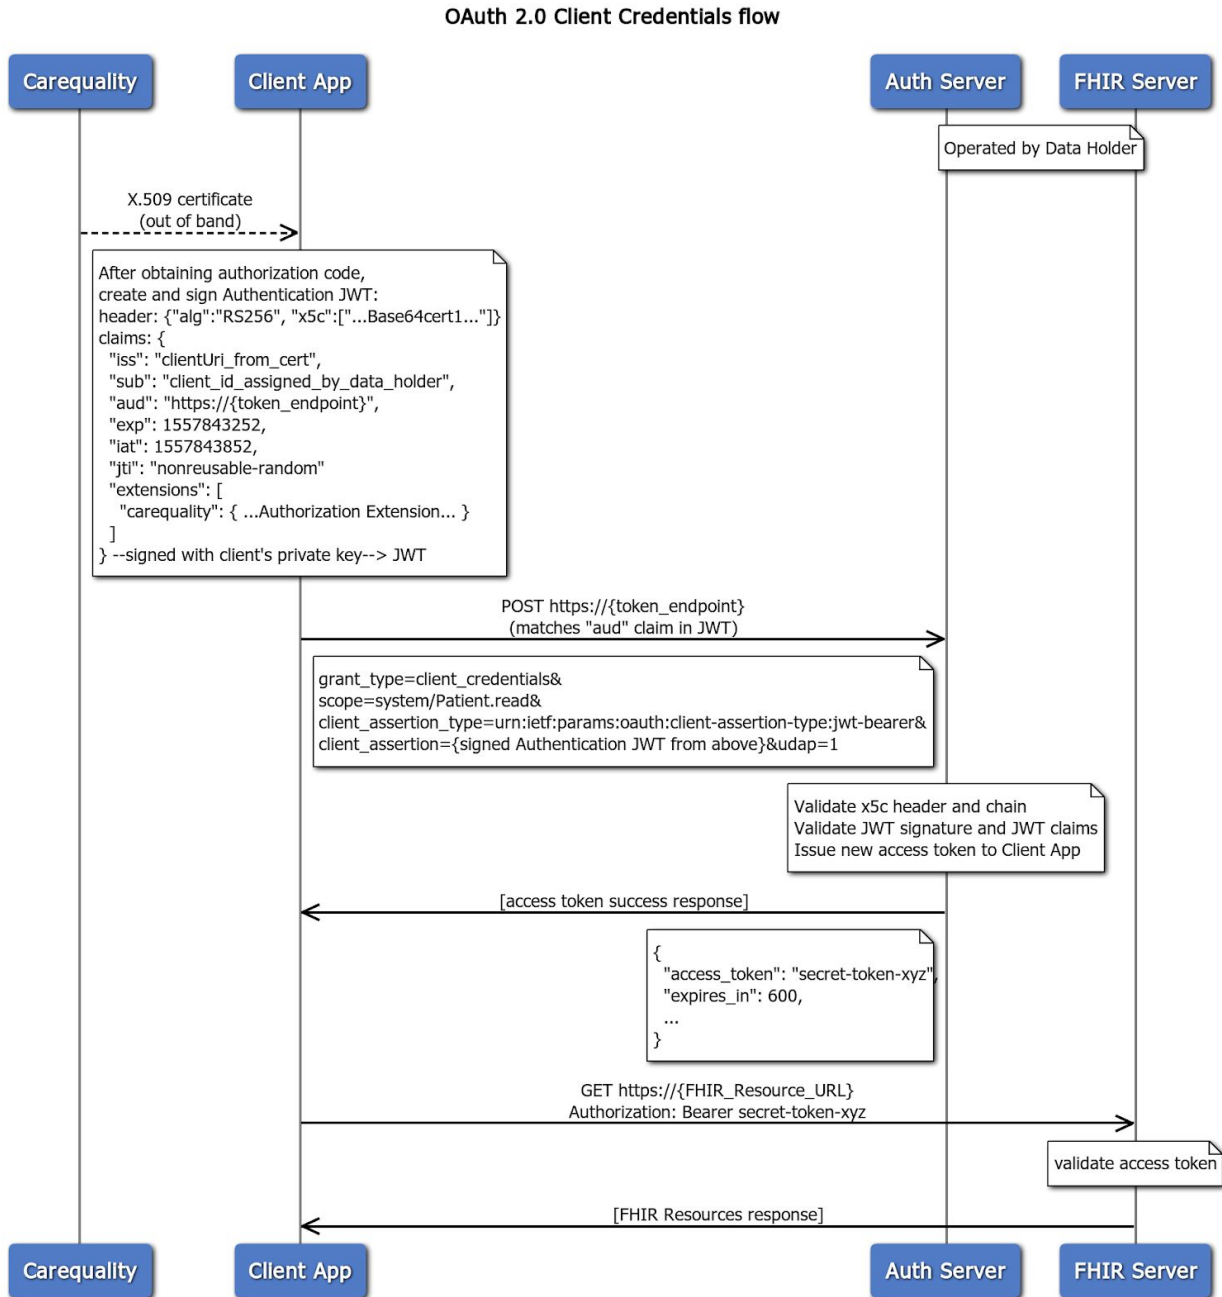 OAuth 2.0 Client Credentials flow
Carequality
Client App
Auth Server
FHIR Server
Operated by Data Holder
X.509 certificate
(out of band)
After obtaining authorization code,
create and sign Authentication JWT:
header: {"alg":"RS256", "x5c":["...Base64cert1..."]}
claims: {
"iss": "clientUri_from_cert",
"sub": "client_id_assigned_by_data_holder",
"aud": "https://{token_endpoint}",
"exp": 1557843252,
"iat": 1557843852,
"jti": "nonreusable-random"
"extensions": [
"carequality": { ...Authorization Extension... }
]
} --signed with client's private key--> JWT
POST https://{token_endpoint}
(matches "aud" claim in JWT)
grant_type=client_credentials&
scope=system/Patient.read&
client_assertion_type=urn:ietf:params:oauth:client-assertion-type:jwt-bearer&
client_assertion={signed Authentication JWT from above}&udap=1
Validate x5c header and chain
Validate JWT signature and JWT claims
Issue new access token to Client App
[access token success response]
{
"access_token": "secret-token-xyz",
"expires_in": 600,
...
}
GET https://{FHIR_Resource_URL}
Authorization: Bearer secret-token-xyz
validate access token
[FHIR Resources response]
Carequality
Client App
Auth Server
FHIR Server